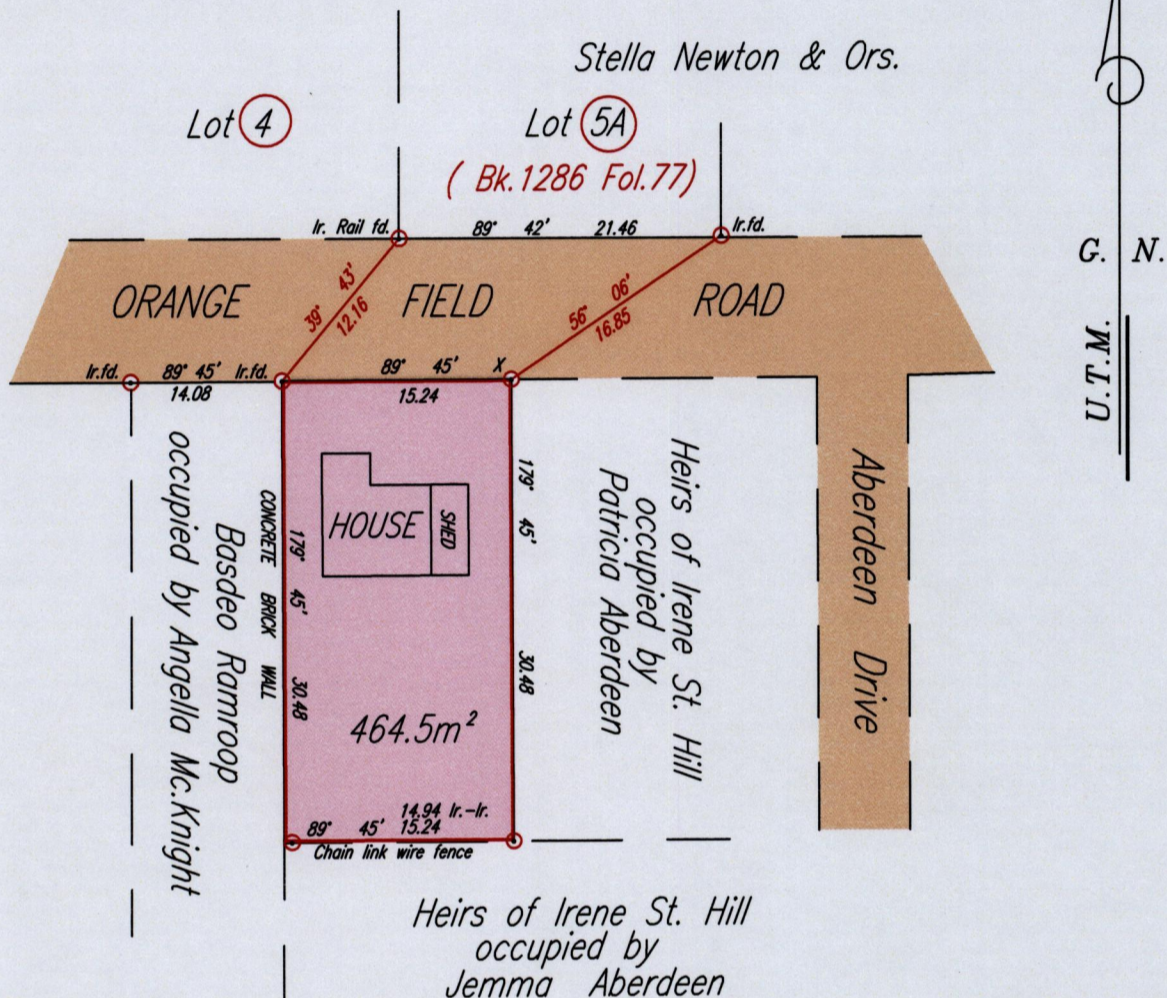 Stella Newton & Ors.
Lot 4
Lot 5A
( Bk.1286 Fol.77)
Ir. Rail fd.
89° 42' 21.46
Ir.fd.
G. N.
U.T.M.
ORANGE FIELD ROAD
39° 43'
12.16
56° 06'
16.85
Ir.fd.
89° 45'
14.08
Ir.fd.
89° 45'
15.24
X
HOUSE
SHED
464.5m²
179° 45' 30.48
179° 45' 30.48
CONCRETE BRICK WALL
Basdeo Ramroop
occupied by Angella Mc.Knight
Heirs of Irene St. Hill
occupied by
Patricia Aberdeen
Aberdeen Drive
14.94 Ir.-Ir.
89° 45' 15.24
Chain link wire fence
Heirs of Irene St. Hill
occupied by
Jemma Aberdeen